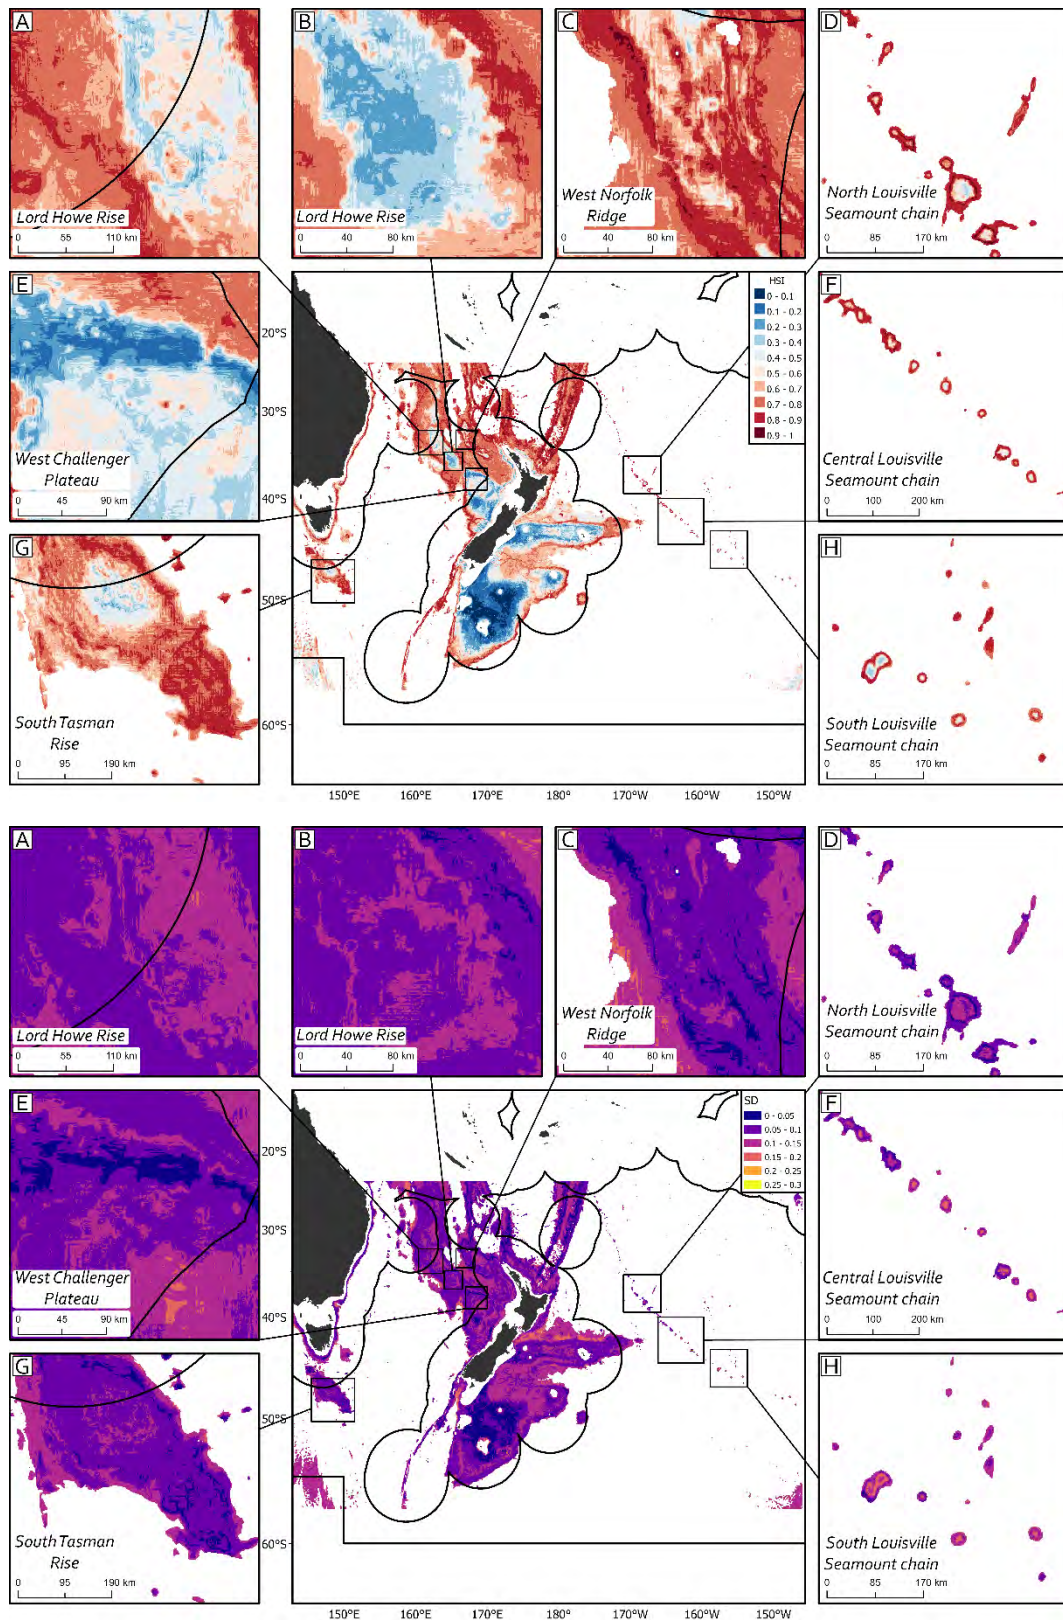 A
Lord Howe Rise
0 55 110 km
B
Lord Howe Rise
0 40 80 km
C
West Norfolk
Ridge
0 40 80 km
D
North Louisville
Seamount chain
0 85 170 km
E
West Challenger
Plateau
0 45 90 km
HSI
0 - 0.1
0.1 - 0.2
0.2 - 0.3
0.3 - 0.4
0.4 - 0.5
0.5 - 0.6
0.6 - 0.7
0.7 - 0.8
0.8 - 0.9
0.9 - 1
20°S
30°S
40°S
50°S
60°S
150°E
160°E
170°E
180°
170°W
160°W
150°W
F
Central Louisville
Seamount chain
0 100 200 km
G
South Tasman
Rise
0 95 190 km
H
South Louisville
Seamount chain
0 85 170 km
A
Lord Howe Rise
0 55 110 km
B
Lord Howe Rise
0 40 80 km
C
West Norfolk
Ridge
0 40 80 km
D
North Louisville
Seamount chain
0 85 170 km
E
West Challenger
Plateau
0 45 90 km
SD
0 - 0.05
0.05 - 0.1
0.1 - 0.15
0.15 - 0.2
0.2 - 0.25
0.25 - 0.3
20°S
30°S
40°S
50°S
60°S
150°E
160°E
170°E
180°
170°W
160°W
150°W
F
Central Louisville
Seamount chain
0 100 200 km
G
South Tasman
Rise
0 95 190 km
H
South Louisville
Seamount chain
0 85 170 km